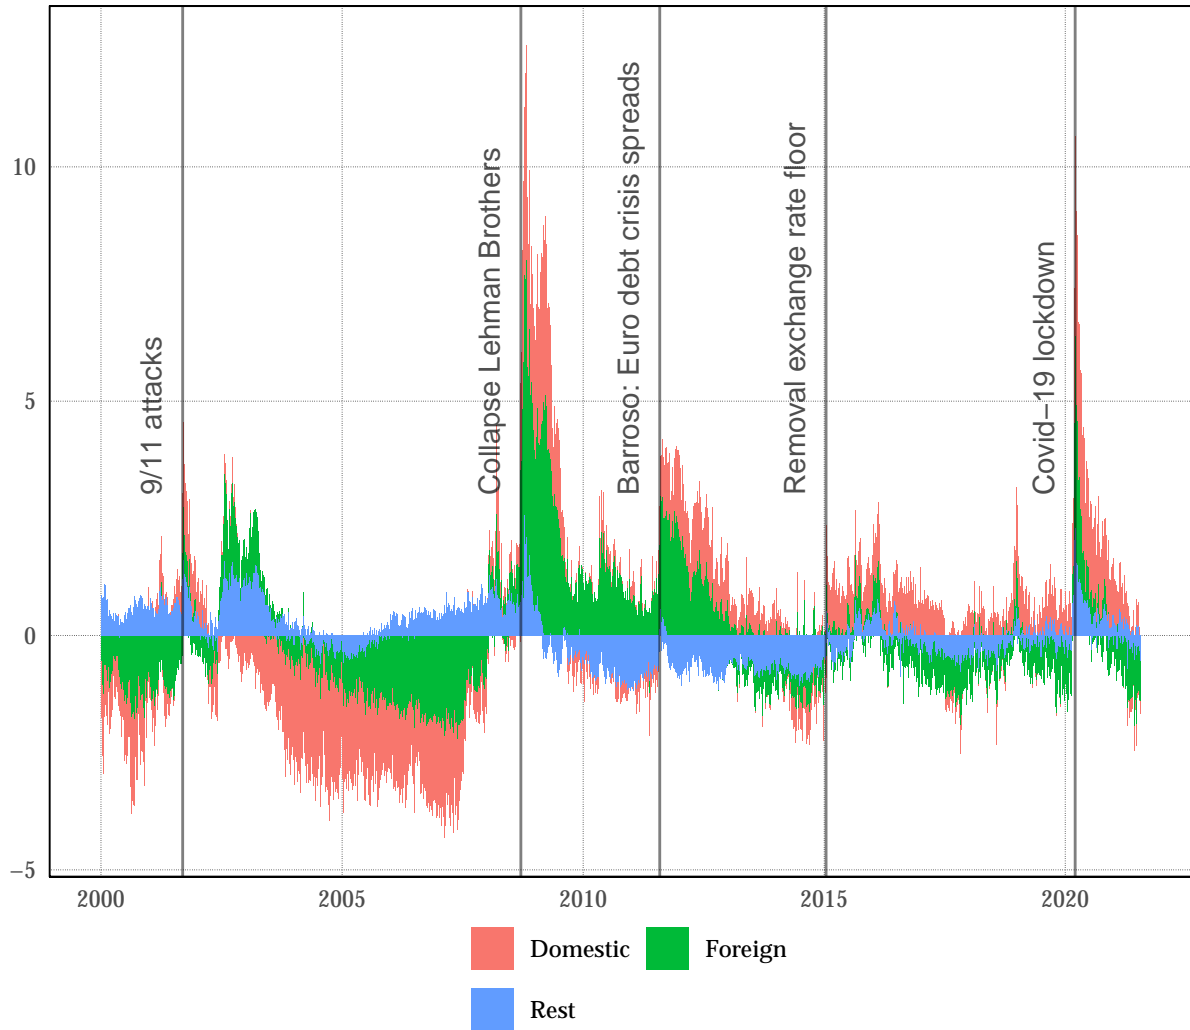 10
5
0
−5
9/11 attacks
Collapse Lehman Brothers
Barroso: Euro debt crisis spreads
Removal exchange rate floor
Covid−19 lockdown
2000 2005 2010 2015 2020
Domestic Foreign
Rest